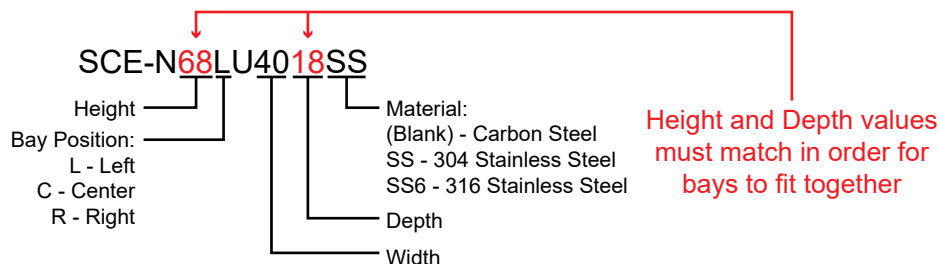 SCE-N68LU4018SS
Height
Bay Position:
L - Left
C - Center
R - Right
Material:
(Blank) - Carbon Steel
SS - 304 Stainless Steel
SS6 - 316 Stainless Steel
Depth
Width
Height and Depth values
must match in order for
bays to fit together